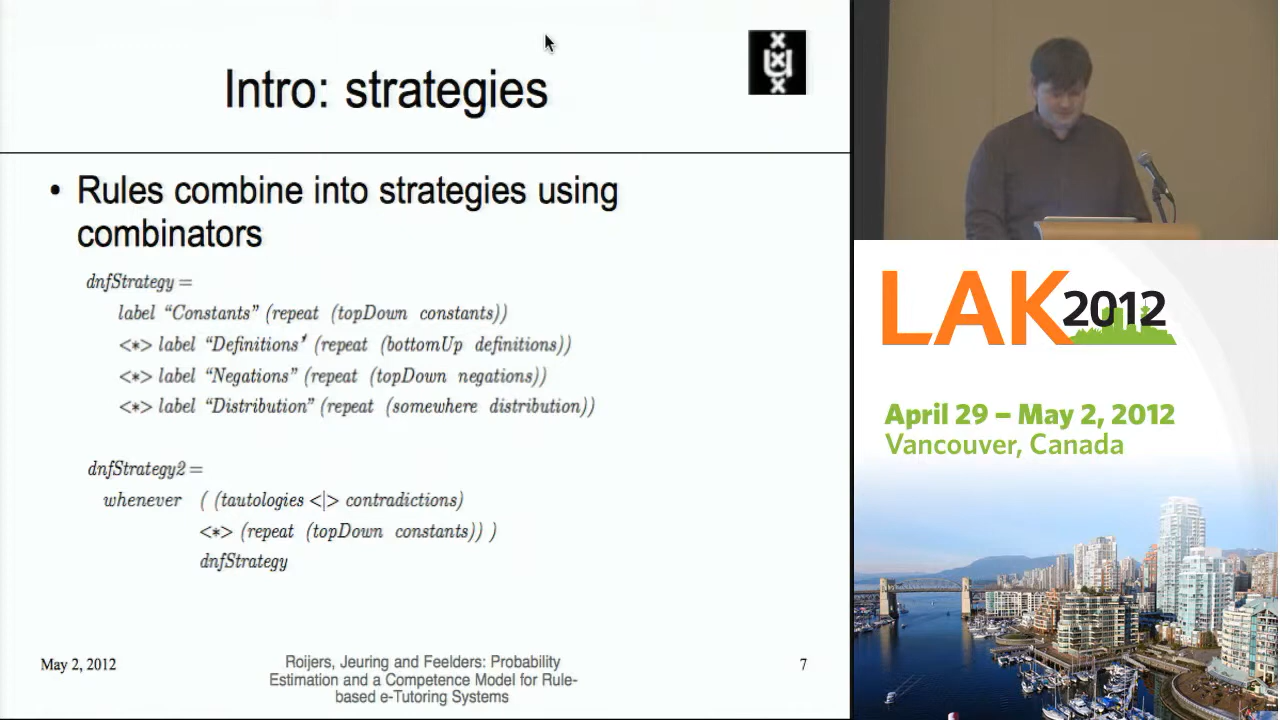 Intro: strategies
• Rules combine into strategies using
combinators
dnfStrategy =
label “Constants” (repeat (topDown constants))
<*> label “Definitions” (repeat (bottomUp definitions))
<*> label “Negations” (repeat (topDown negations))
<*> label “Distribution” (repeat (somewhere distribution))
dnfStrategy2 =
whenever ( (tautologies <|> contradictions)
<*> (repeat (topDown constants)) )
dnfStrategy
May 2, 2012
Roijers, Jeuring and Feelders: Probability
Estimation and a Competence Model for Rule-
based e-Tutoring Systems
7
LAK2012
April 29 – May 2, 2012
Vancouver, Canada